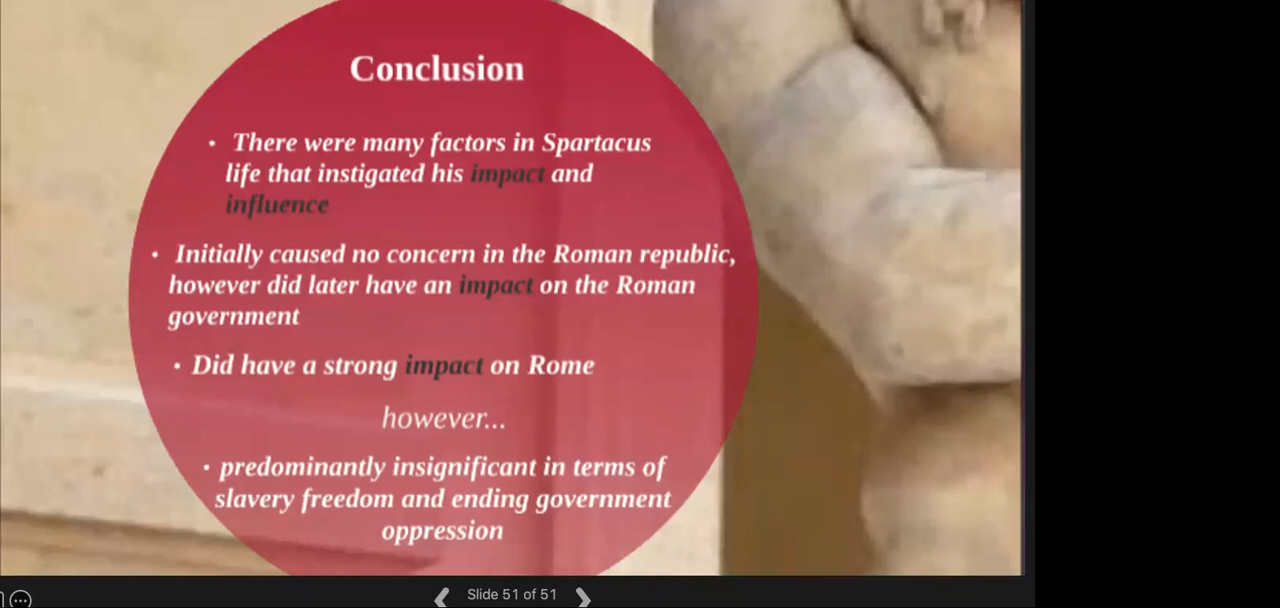 Conclusion
• There were many factors in Spartacus
life that instigated his impact and
influence
• Initially caused no concern in the Roman republic,
however did later have an impact on the Roman
government
• Did have a strong impact on Rome
however...
• predominantly insignificant in terms of
slavery freedom and ending government
oppression
Slide 51 of 51